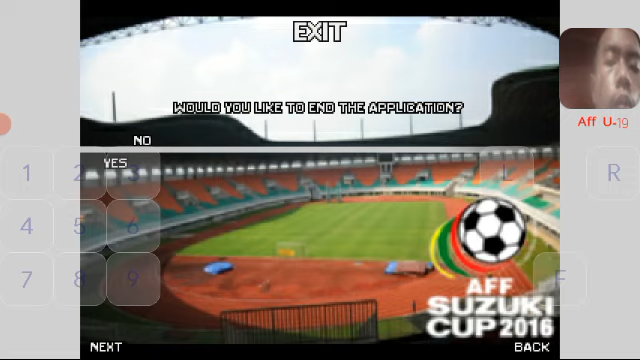 EXIT
WOULD YOU LIKE TO END THE APPLICATION?
Aff U-19
NO
YES
1 2 3 L R
4 5 6
7 8 9 F
AFF
SUZUKI
CUP 2016
NEXT BACK